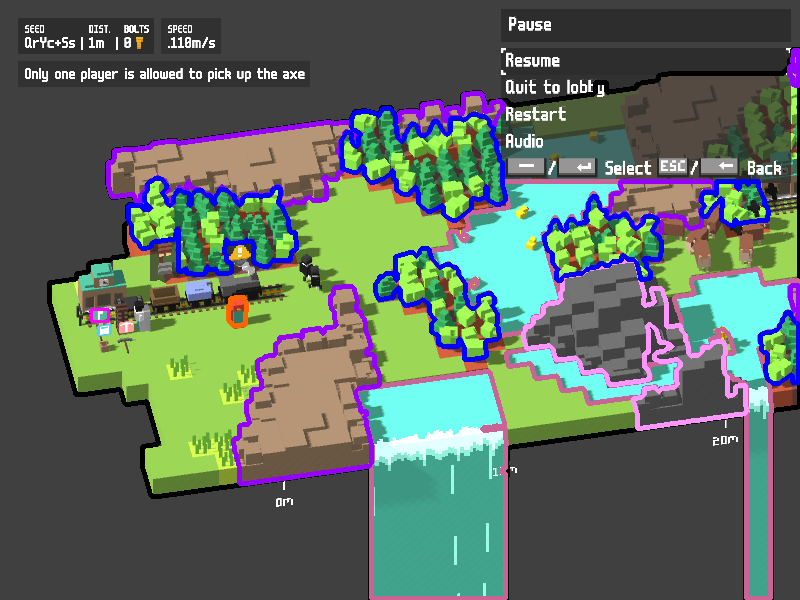 SEED DIST. BOLTS SPEED
QrYc+Ss | 1m | 0 .110m/s
Only one player is allowed to pick up the axe
Pause
Resume
Quit to lobby
Restart
Audio
Select ESC / Back
0m
20m